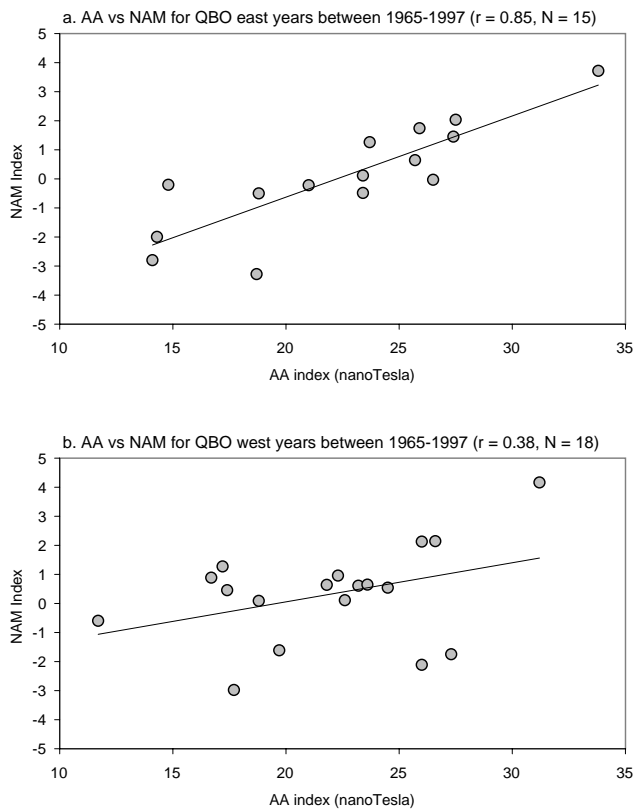 a. AA vs NAM for QBO east years between 1965-1997 (r = 0.85, N = 15)
5
4
3
2
1
0
-1
-2
-3
-4
-5
NAM Index
10 15 20 25 30 35
AA index (nanoTesla)
b. AA vs NAM for QBO west years between 1965-1997 (r = 0.38, N = 18)
5
4
3
2
1
0
-1
-2
-3
-4
-5
NAM Index
10 15 20 25 30 35
AA index (nanoTesla)